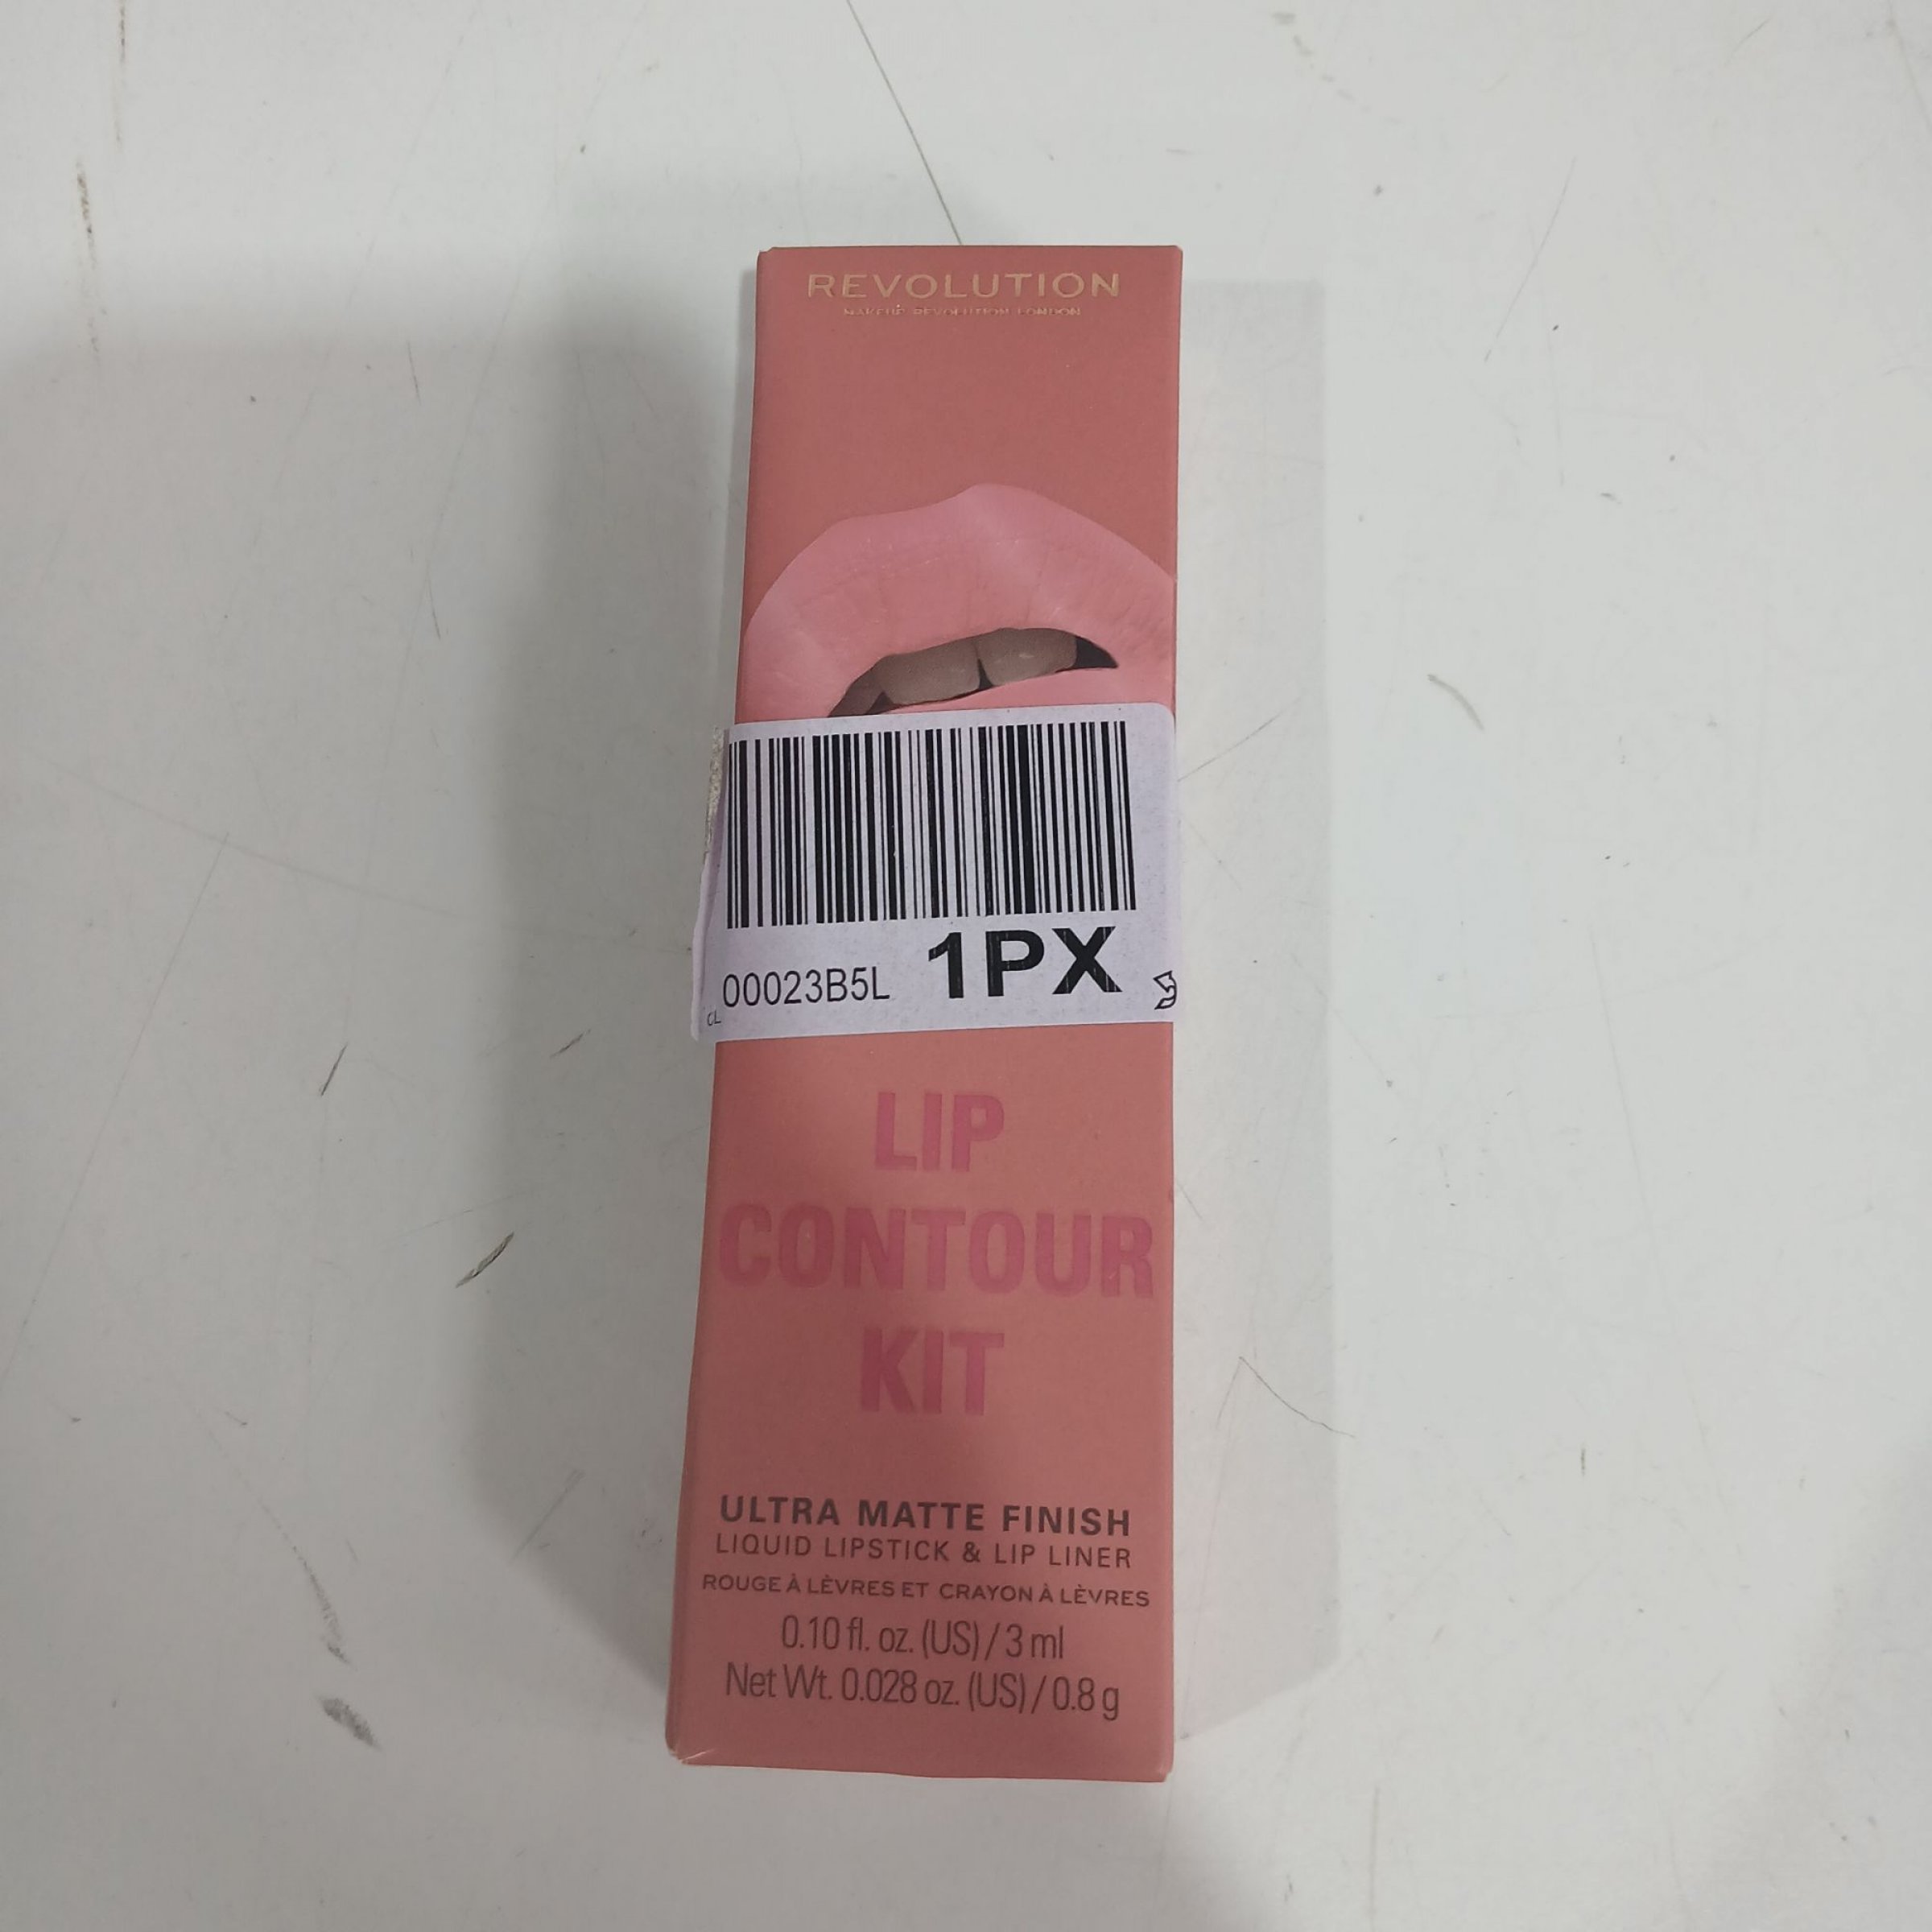 REVOLUTION
MAKEUP REVOLUTION LONDON
00023B5L 1PX
CL
LIP
CONTOUR
KIT
ULTRA MATTE FINISH
LIQUID LIPSTICK & LIP LINER
ROUGE À LÈVRES ET CRAYON À LÈVRES
0.10 fl. oz. (US) / 3 ml
Net Wt. 0.028 oz. (US) / 0.8 g